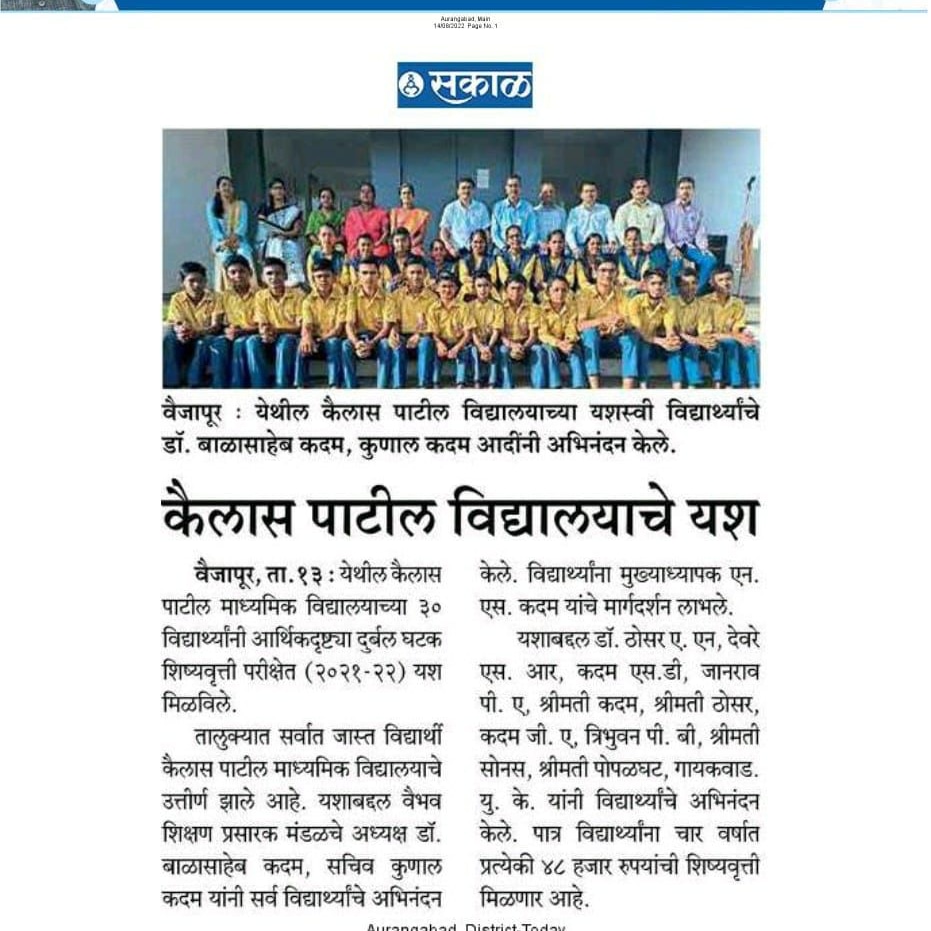 Aurangabad, Main
14/06/2022 Page No. 1
सकाळ
वैजापूर : येथील कैलास पाटील विद्यालयाच्या यशस्वी विद्यार्थ्यांचे
डॉ. बाळासाहेब कदम, कुणाल कदम आदींनी अभिनंदन केले.
कैलास पाटील विद्यालयाचे यश
वैजापूर, ता.१३ : येथील कैलास
पाटील माध्यमिक विद्यालयाच्या ३०
विद्यार्थ्यांनी आर्थिकदृष्ट्या दुर्बल घटक
शिष्यवृत्ती परीक्षेत (२०२१-२२) यश
मिळविले.
तालुक्यात सर्वात जास्त विद्यार्थी
कैलास पाटील माध्यमिक विद्यालयाचे
उत्तीर्ण झाले आहे. यशाबद्दल वैभव
शिक्षण प्रसारक मंडळचे अध्यक्ष डॉ.
बाळासाहेब कदम, सचिव कुणाल
कदम यांनी सर्व विद्यार्थ्यांचे अभिनंदन
केले. विद्यार्थ्यांना मुख्याध्यापक एन.
एस. कदम यांचे मार्गदर्शन लाभले.
यशाबद्दल डॉ. ठोसर ए. एन, देवरे
एस. आर, कदम एस.डी, जानराव
पी. ए, श्रीमती कदम, श्रीमती ठोसर,
कदम जी. ए, त्रिभुवन पी. बी, श्रीमती
सोनस, श्रीमती पोपळघट, गायकवाड.
यु. के. यांनी विद्यार्थ्यांचे अभिनंदन
केले. पात्र विद्यार्थ्यांना चार वर्षात
प्रत्येकी ४८ हजार रुपयांची शिष्यवृत्ती
मिळणार आहे.
Aurangabad, District-Today